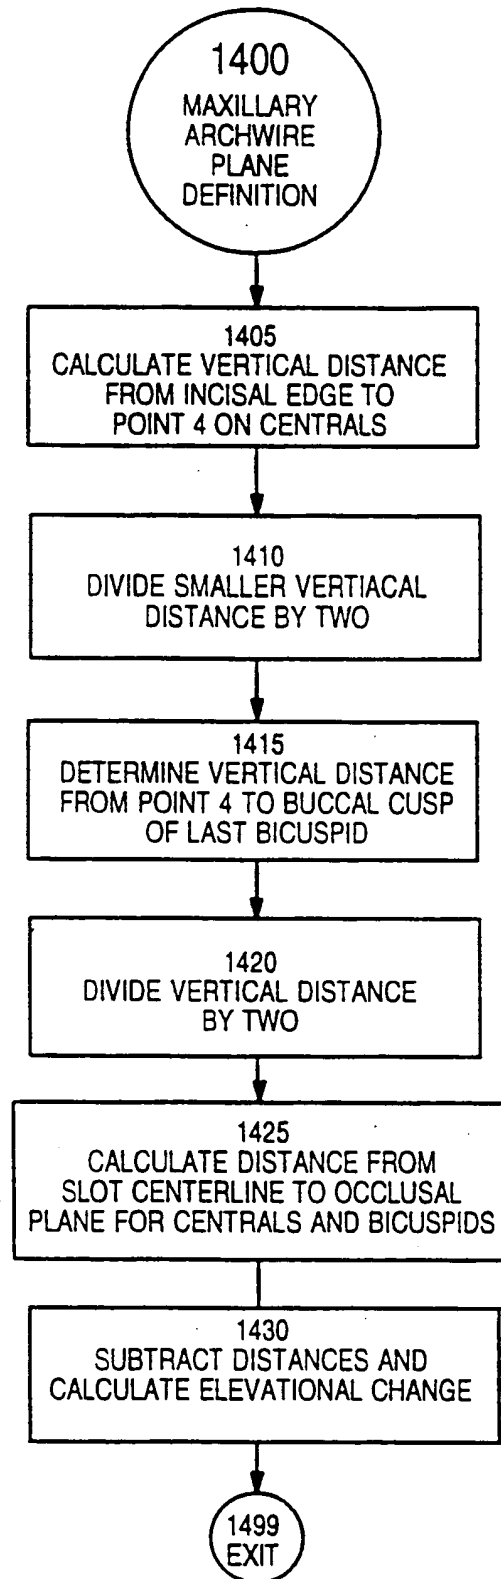 1400
MAXILLARY
ARCHWIRE
PLANE
DEFINITION
1405
CALCULATE VERTICAL DISTANCE
FROM INCISAL EDGE TO
POINT 4 ON CENTRALS
1410
DIVIDE SMALLER VERTIACAL
DISTANCE BY TWO
1415
DETERMINE VERTICAL DISTANCE
FROM POINT 4 TO BUCCAL CUSP
OF LAST BICUSPID
1420
DIVIDE VERTICAL DISTANCE
BY TWO
1425
CALCULATE DISTANCE FROM
SLOT CENTERLINE TO OCCLUSAL
PLANE FOR CENTRALS AND BICUSPIDS
1430
SUBTRACT DISTANCES AND
CALCULATE ELEVATIONAL CHANGE
1499
EXIT